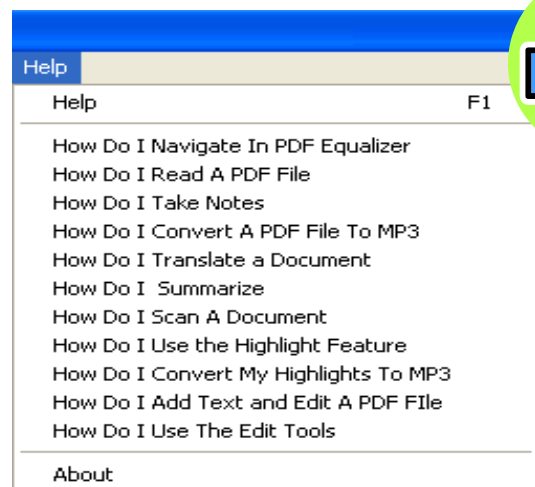 Help
Help F1
How Do I Navigate In PDF Equalizer
How Do I Read A PDF File
How Do I Take Notes
How Do I Convert A PDF File To MP3
How Do I Translate a Document
How Do I  Summarize
How Do I Scan A Document
How Do I Use the Highlight Feature
How Do I Convert My Highlights To MP3
How Do I Add Text and Edit A PDF FIle
How Do I Use The Edit Tools
About